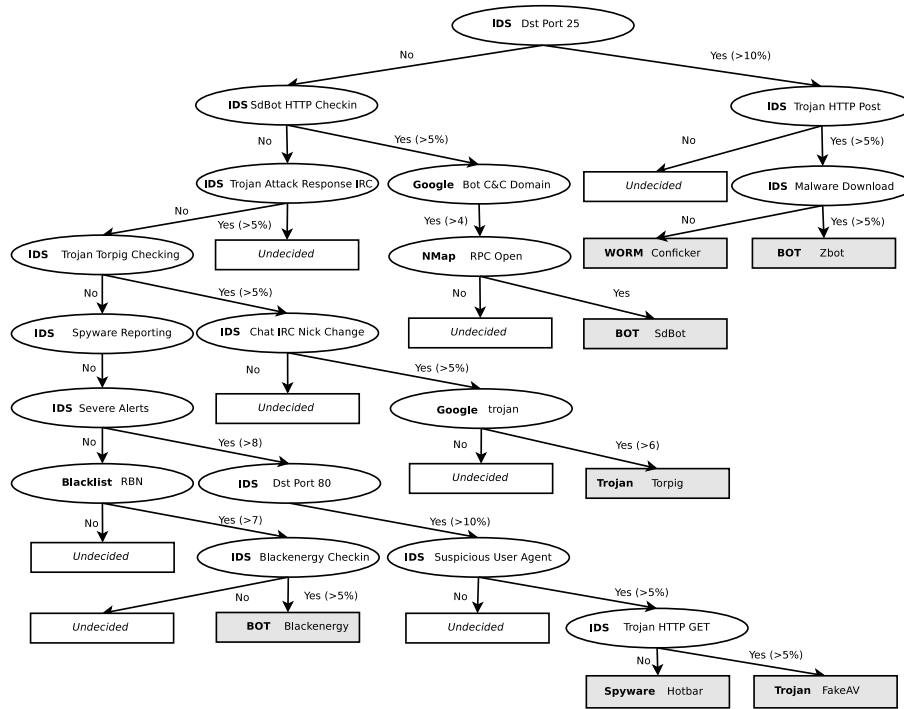 IDS Dst Port 25
No
Yes (>10%)
IDS SdBot HTTP Checkin
IDS Trojan HTTP Post
No
Yes (>5%)
No
Yes (>5%)
IDS Trojan Attack Response IRC
Google Bot C&C Domain
Undecided
IDS Malware Download
No
Yes (>5%)
Yes (>4)
No
Yes (>5%)
IDS Trojan Torpig Checking
Undecided
NMap RPC Open
WORM Conficker
BOT Zbot
No
Yes (>5%)
No
Yes
IDS Spyware Reporting
IDS Chat IRC Nick Change
Undecided
BOT SdBot
No
No
Yes (>5%)
IDS Severe Alerts
Undecided
Google trojan
No
Yes (>8)
No
Yes (>6)
Blacklist RBN
IDS Dst Port 80
Undecided
Trojan Torpig
No
Yes (>7)
Yes (>10%)
Undecided
IDS Blackenergy Checkin
IDS Suspicious User Agent
No
Yes (>5%)
No
Yes (>5%)
Undecided
BOT Blackenergy
Undecided
IDS Trojan HTTP GET
No
Yes (>5%)
Spyware Hotbar
Trojan FakeAV